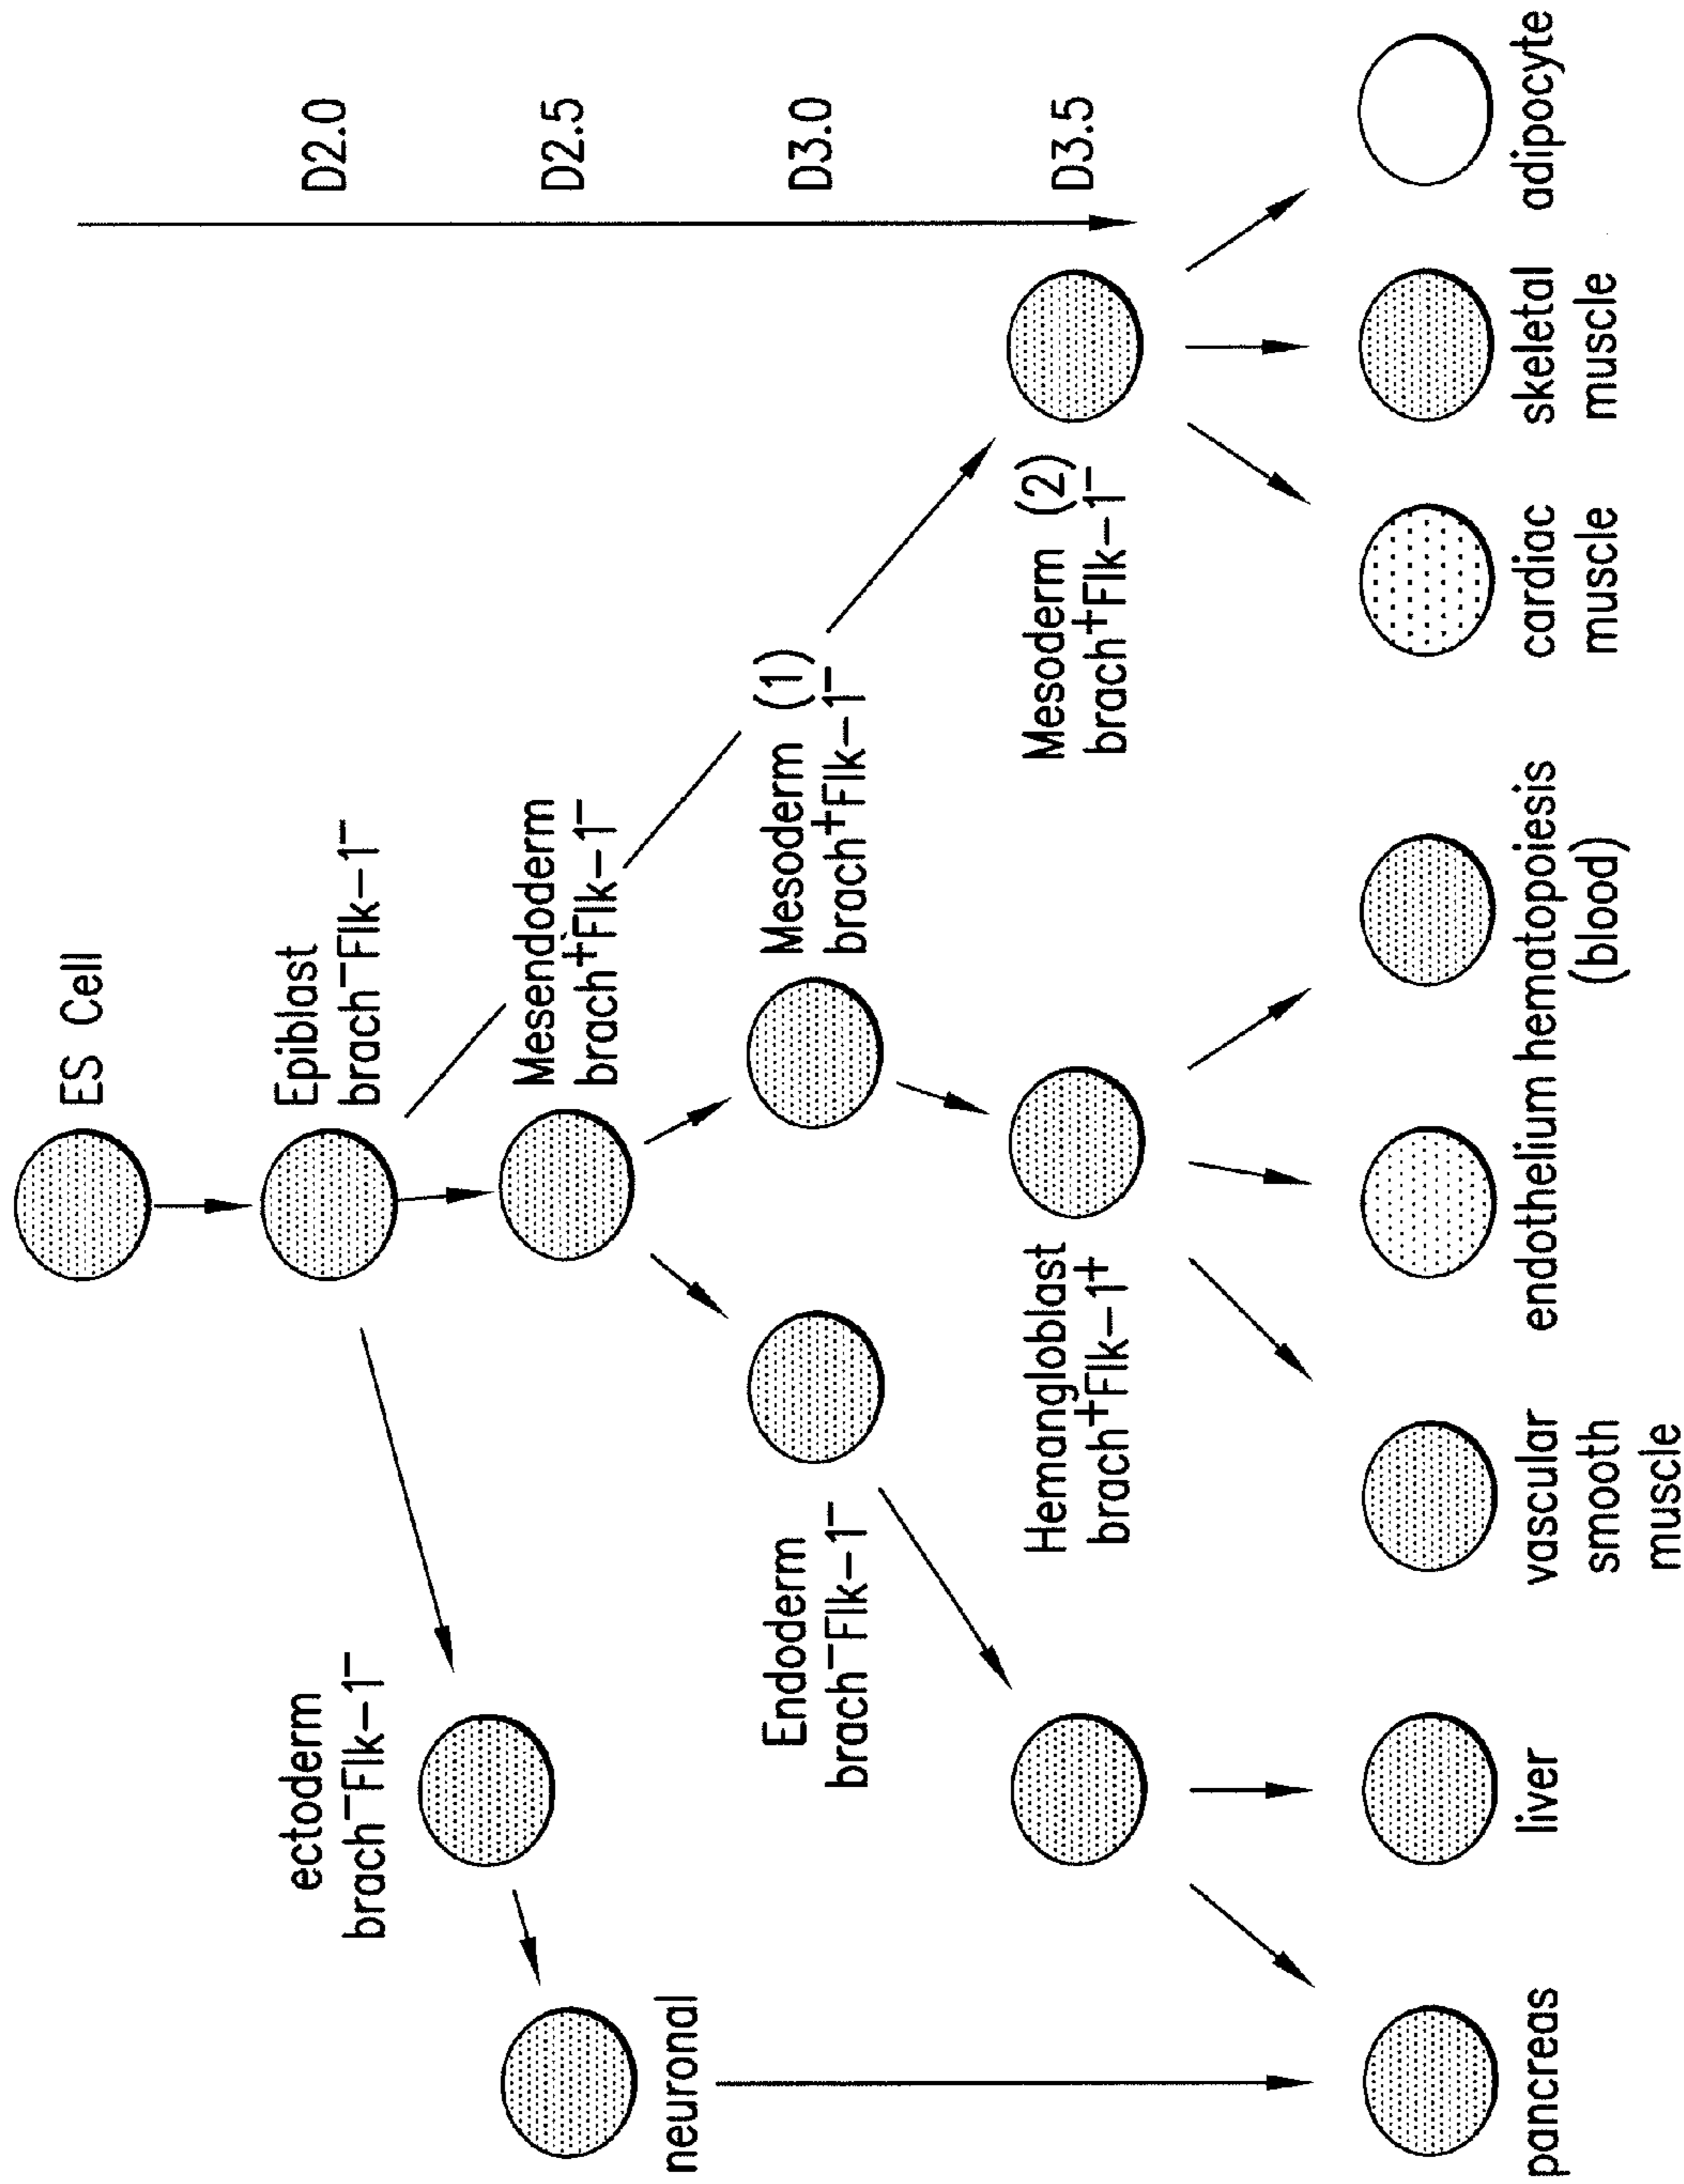 ES Cell
D2.0
Epiblast
brach⁻Flk-1⁻
ectoderm
brach⁻Flk-1⁻
D2.5
Mesendoderm
brach⁺Flk-1⁻
neuronal
D3.0
Mesoderm (1)
brach⁺Flk-1⁻
Endoderm
brach⁻Flk-1⁻
D3.5
Mesoderm (2)
brach⁺Flk-1⁻
Hemangloblast
brach⁺Flk-1⁺
pancreas
liver
vascular
smooth
muscle
endothelium
hematopoiesis
(blood)
cardiac
muscle
skeletal
muscle
adipocyte